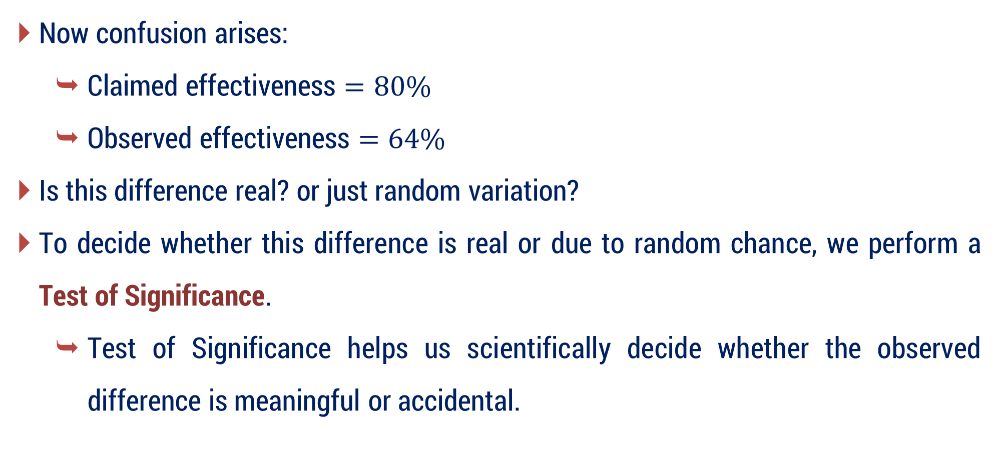 Now confusion arises:
Claimed effectiveness = 80%
Observed effectiveness = 64%
Is this difference real? or just random variation?
To decide whether this difference is real or due to random chance, we perform a
Test of Significance.
Test of Significance helps us scientifically decide whether the observed
difference is meaningful or accidental.